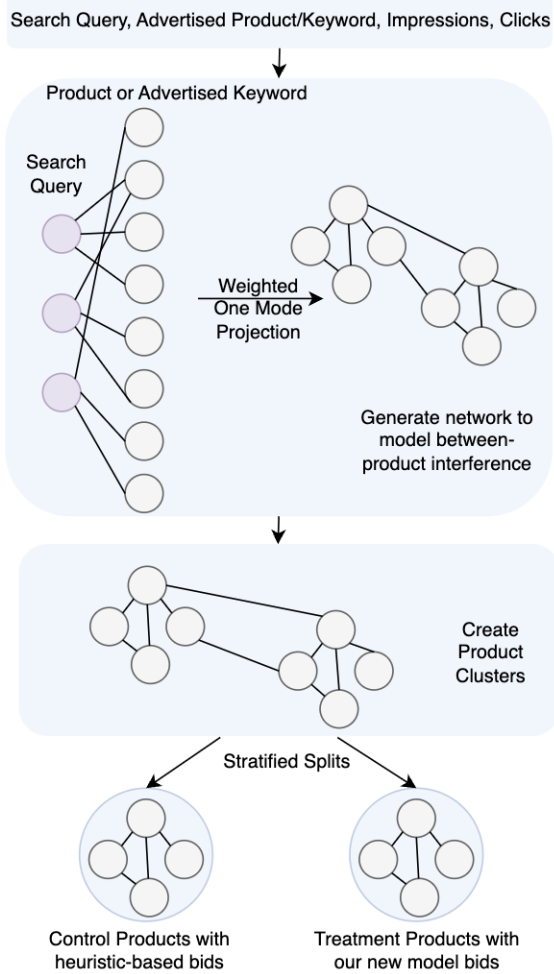 Search Query, Advertised Product/Keyword, Impressions, Clicks
Product or Advertised Keyword
Search
Query
Weighted
One Mode
Projection
Generate network to
model between-
product interference
Create
Product
Clusters
Stratified Splits
Control Products with
heuristic-based bids
Treatment Products with
our new model bids